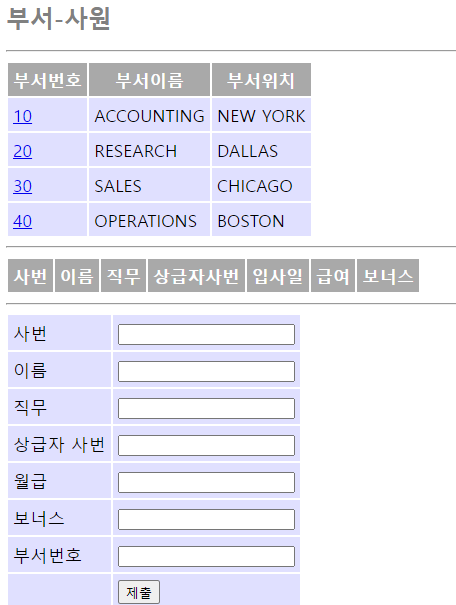 부서-사원
부서번호 부서이름 부서위치
10 ACCOUNTING NEW YORK
20 RESEARCH DALLAS
30 SALES CHICAGO
40 OPERATIONS BOSTON
사번 이름 직무 상급자사번 입사일 급여 보너스
사번
이름
직무
상급자 사번
월급
보너스
부서번호
제출